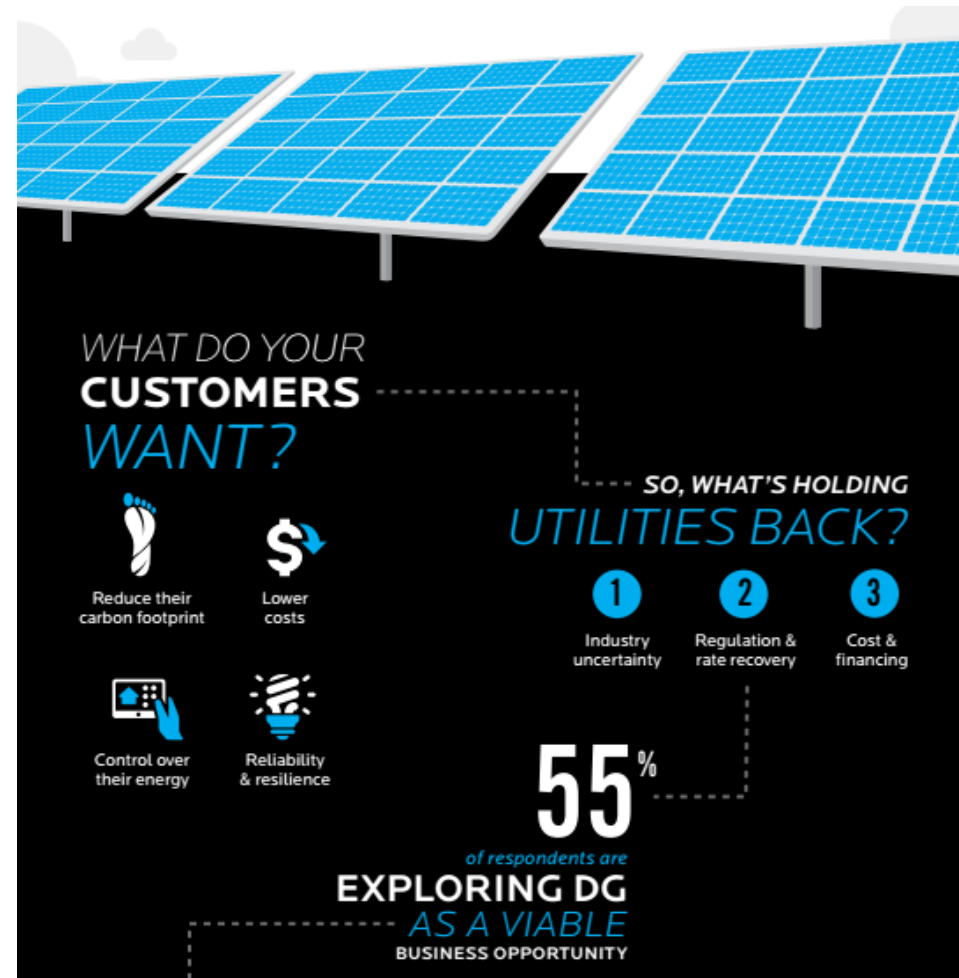 WHAT DO YOUR
CUSTOMERS
WANT?
Reduce their
carbon footprint
Lower
costs
Control over
their energy
Reliability
& resilience
SO, WHAT'S HOLDING
UTILITIES BACK?
1
Industry
uncertainty
2
Regulation &
rate recovery
3
Cost &
financing
55%
of respondents are
EXPLORING DG
AS A VIABLE
BUSINESS OPPORTUNITY